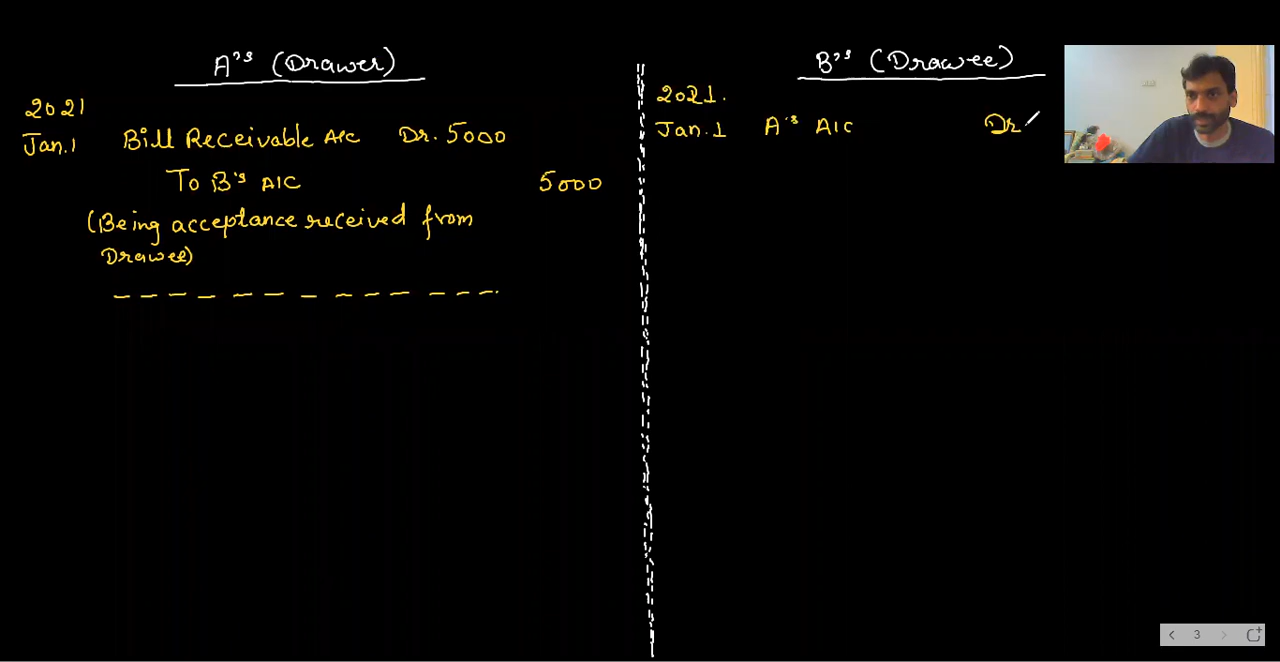 A's (Drawer)
2021
Jan.1 Bill Receivable A/C Dr. 5000
To B's A/C 5000
(Being acceptance received from
Drawee)
B's (Drawee)
2021.
Jan.1 A's A/C Dr
3